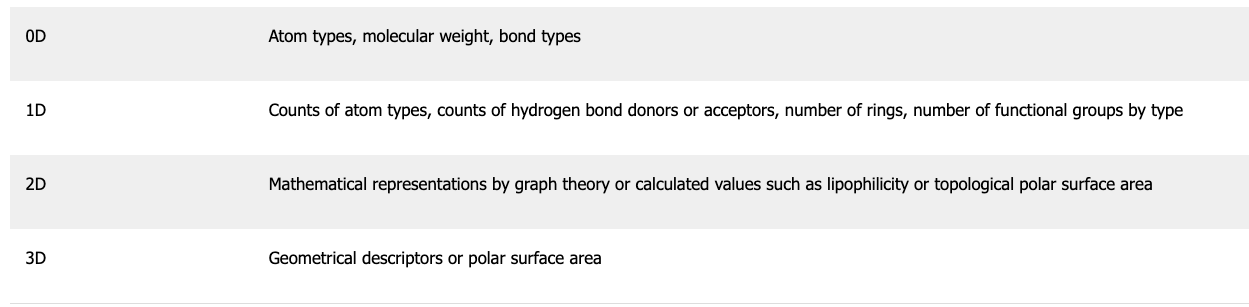 0D Atom types, molecular weight, bond types
1D Counts of atom types, counts of hydrogen bond donors or acceptors, number of rings, number of functional groups by type
2D Mathematical representations by graph theory or calculated values such as lipophilicity or topological polar surface area
3D Geometrical descriptors or polar surface area